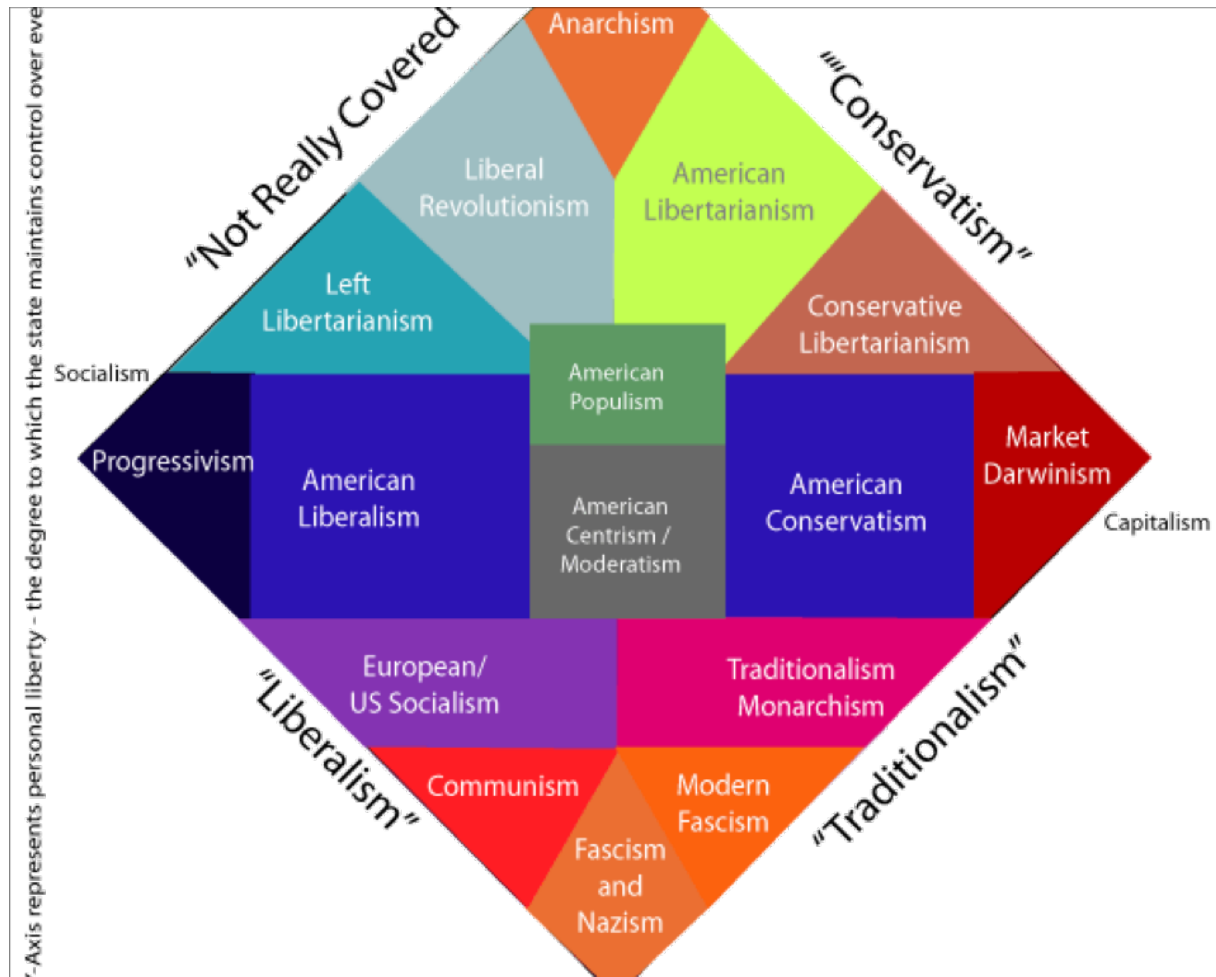 Y-Axis represents personal liberty - the degree to which the state maintains control over eve
"Not Really Covered"
Anarchism
""Conservatism"
Liberal
Revolutionism
American
Libertarianism
Left
Libertarianism
Conservative
Libertarianism
Socialism
American
Populism
Progressivism
American
Liberalism
American
Centrism /
Moderatism
American
Conservatism
Market
Darwinism
Capitalism
European/
US Socialism
Traditionalism
Monarchism
"Liberalism"
"Traditionalism"
Communism
Modern
Fascism
Fascism
and
Nazism